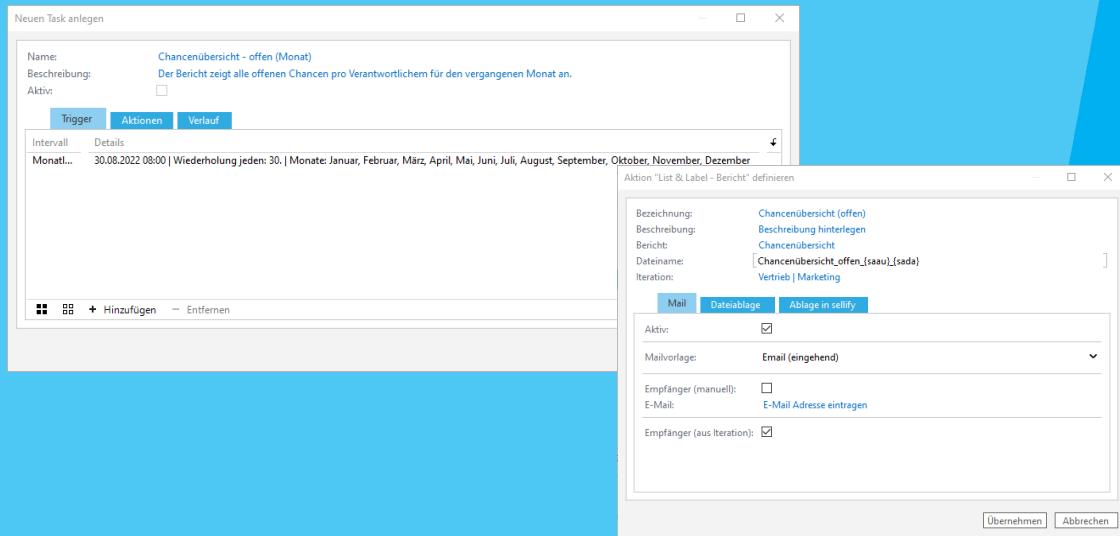 Neuen Task anlegen
Name: Chancenübersicht - offen (Monat)
Beschreibung: Der Bericht zeigt alle offenen Chancen pro Verantwortlichem für den vergangenen Monat an.
Aktiv:
Trigger Aktionen Verlauf
Intervall Details
Monatl... 30.08.2022 08:00 | Wiederholung jeden: 30. | Monate: Januar, Februar, März, April, Mai, Juni, Juli, August, September, Oktober, November, Dezember
+ Hinzufügen − Entfernen
Aktion "List & Label - Bericht" definieren
Bezeichnung: Chancenübersicht (offen)
Beschreibung: Beschreibung hinterlegen
Bericht: Chancenübersicht
Dateiname: Chancenübersicht_offen_{saau}_{sada}
Iteration: Vertrieb | Marketing
Mail Dateiablage Ablage in sellify
Aktiv:
Mailvorlage: Email (eingehend)
Empfänger (manuell):
E-Mail: E-Mail Adresse eintragen
Empfänger (aus Iteration):
Übernehmen Abbrechen